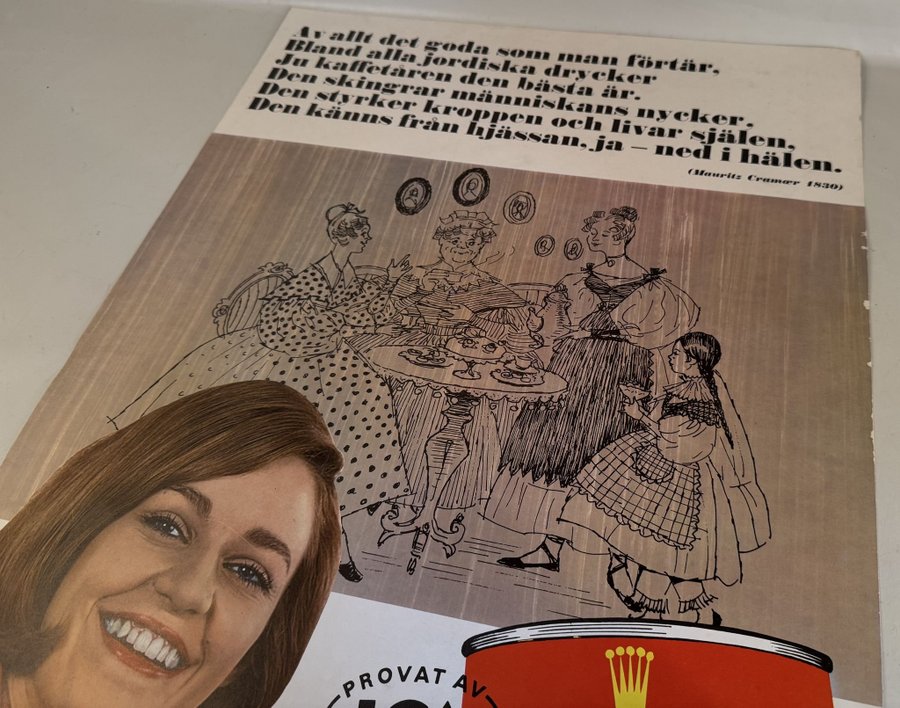 Av allt det goda som man förtär,
Bland alla jordiska drycker
Ju kaffetåren den bästa är.
Den skingrar människans nycker.
Den styrker kroppen och livar själen,
Den känns från hjässan, ja – ned i hälen.
(Mauritz Cramær 1830)
PROVAT AV